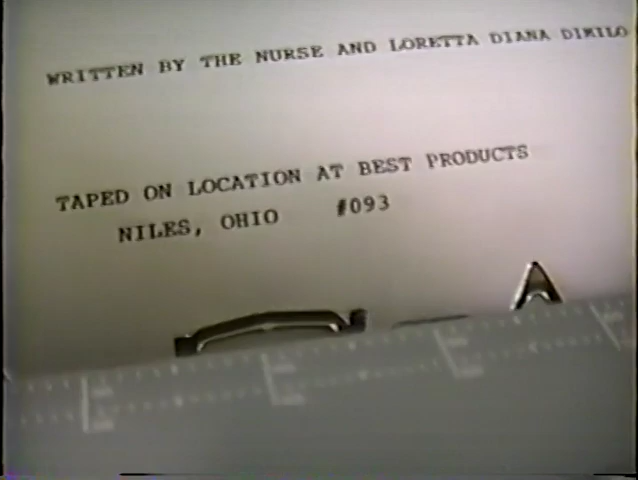 WRITTEN BY THE NURSE AND LORETTA DIANA DIMILO
TAPED ON LOCATION AT BEST PRODUCTS
NILES, OHIO #093